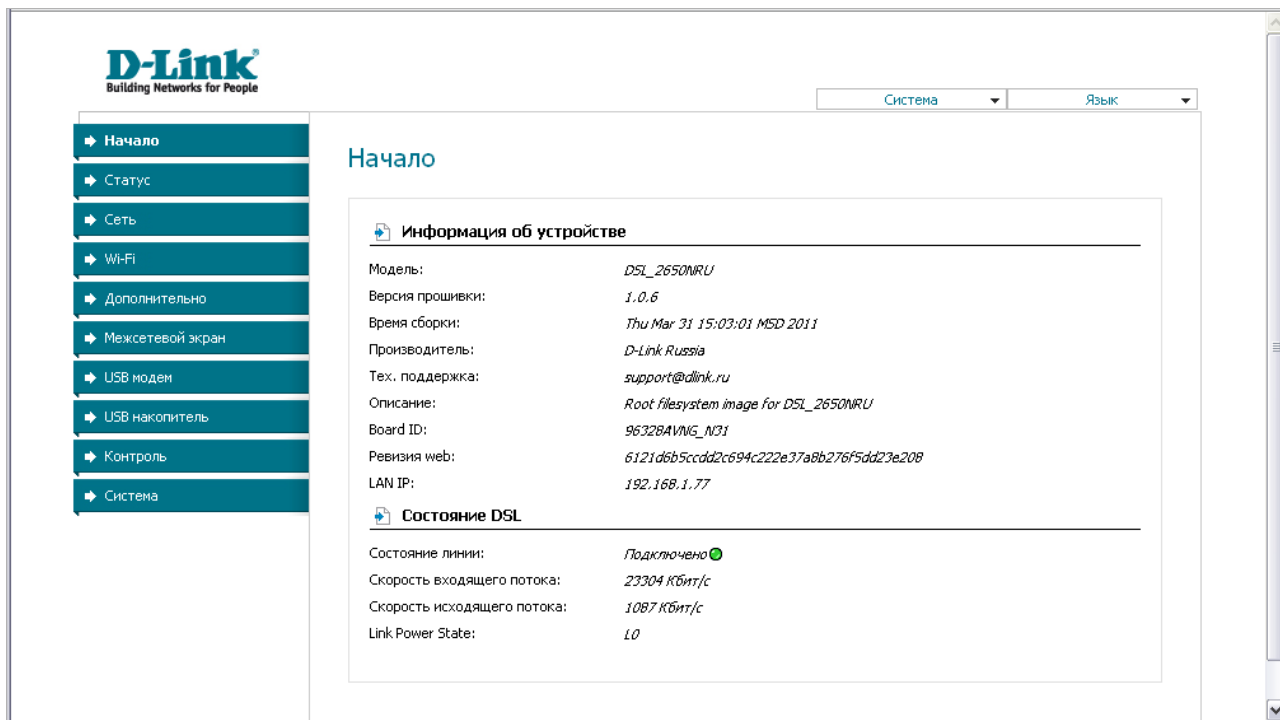 D-Link
Building Networks for People
Система Язык
Начало
Статус
Сеть
Wi-Fi
Дополнительно
Межсетевой экран
USB модем
USB накопитель
Контроль
Система
Начало
Информация об устройстве
Модель: DSL_2650NRU
Версия прошивки: 1.0.6
Время сборки: Thu Mar 31 15:03:01 MSD 2011
Производитель: D-Link Russia
Тех. поддержка: support@dlink.ru
Описание: Root filesystem image for DSL_2650NRU
Board ID: 96328AVNG_N31
Ревизия web: 6121d6b5ccdd2c694c222e37a8b276f5dd23e208
LAN IP: 192.168.1.77
Состояние DSL
Состояние линии: Подключено
Скорость входящего потока: 23304 Кбит/с
Скорость исходящего потока: 1087 Кбит/с
Link Power State: L0